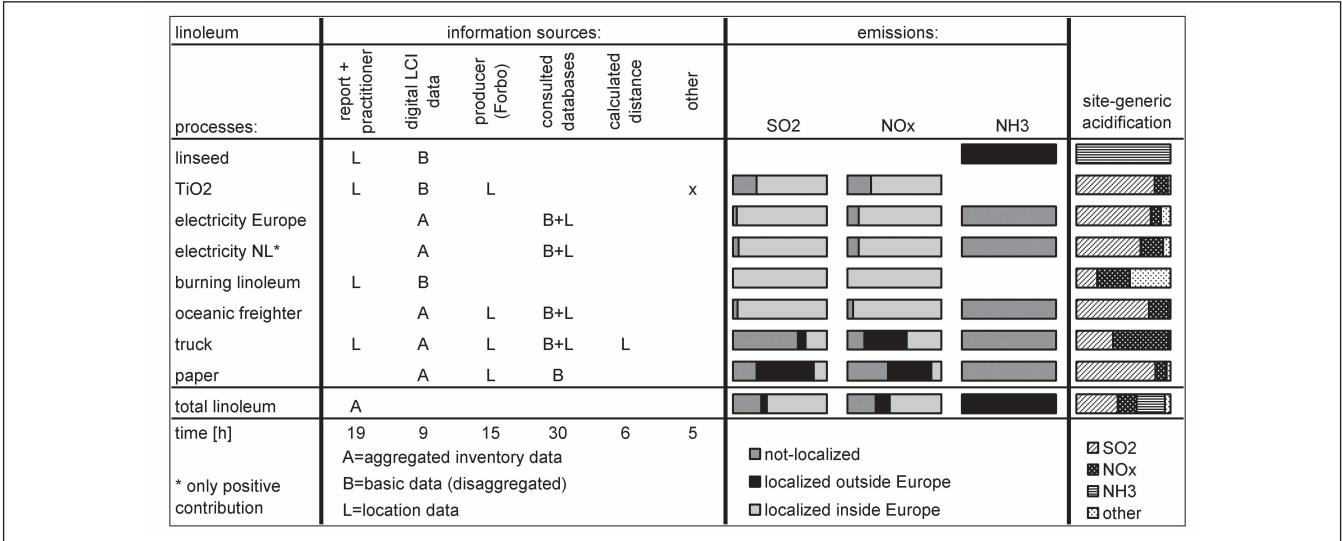 linoleum information sources: emissions:
processes: report + practitioner digital LCI data producer (Forbo) consulted databases calculated distance other SO2 NOx NH3 site-generic acidification
linseed L B
TiO2 L B L x
electricity Europe A B+L
electricity NL* A B+L
burning linoleum L B
oceanic freighter A L B+L
truck L A L B+L L
paper A L B
total linoleum A
time [h] 19 9 15 30 6 5
* only positive
contribution
A=aggregated inventory data
B=basic data (disaggregated)
L=location data
not-localized
localized outside Europe
localized inside Europe
SO2
NOx
NH3
other